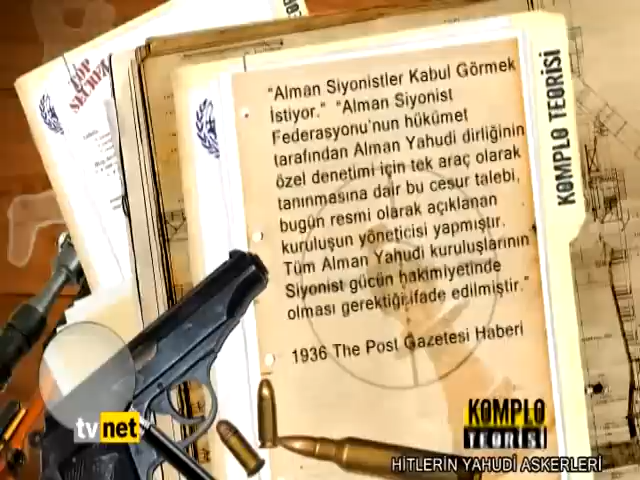 TOP
SECRET
"Alman Siyonistler Kabul Görmek
İstiyor." "Alman Siyonist
Federasyonu'nun hükümet
tarafından Alman Yahudi dirliğinin
özel denetimi için tek araç olarak
tanınmasına dair bu cesur talebi,
bugün resmi olarak açıklanan
kuruluşun yöneticisi yapmıştır.
Tüm Alman Yahudi kuruluşlarının
Siyonist gücün hakimiyetinde
olması gerektiği ifade edilmiştir."
1936 The Post Gazetesi Haberi
KOMPLO TEORİSİ
tvnet
KOMPLO
TEORİSİ
HİTLERİN YAHUDİ ASKERLERİ